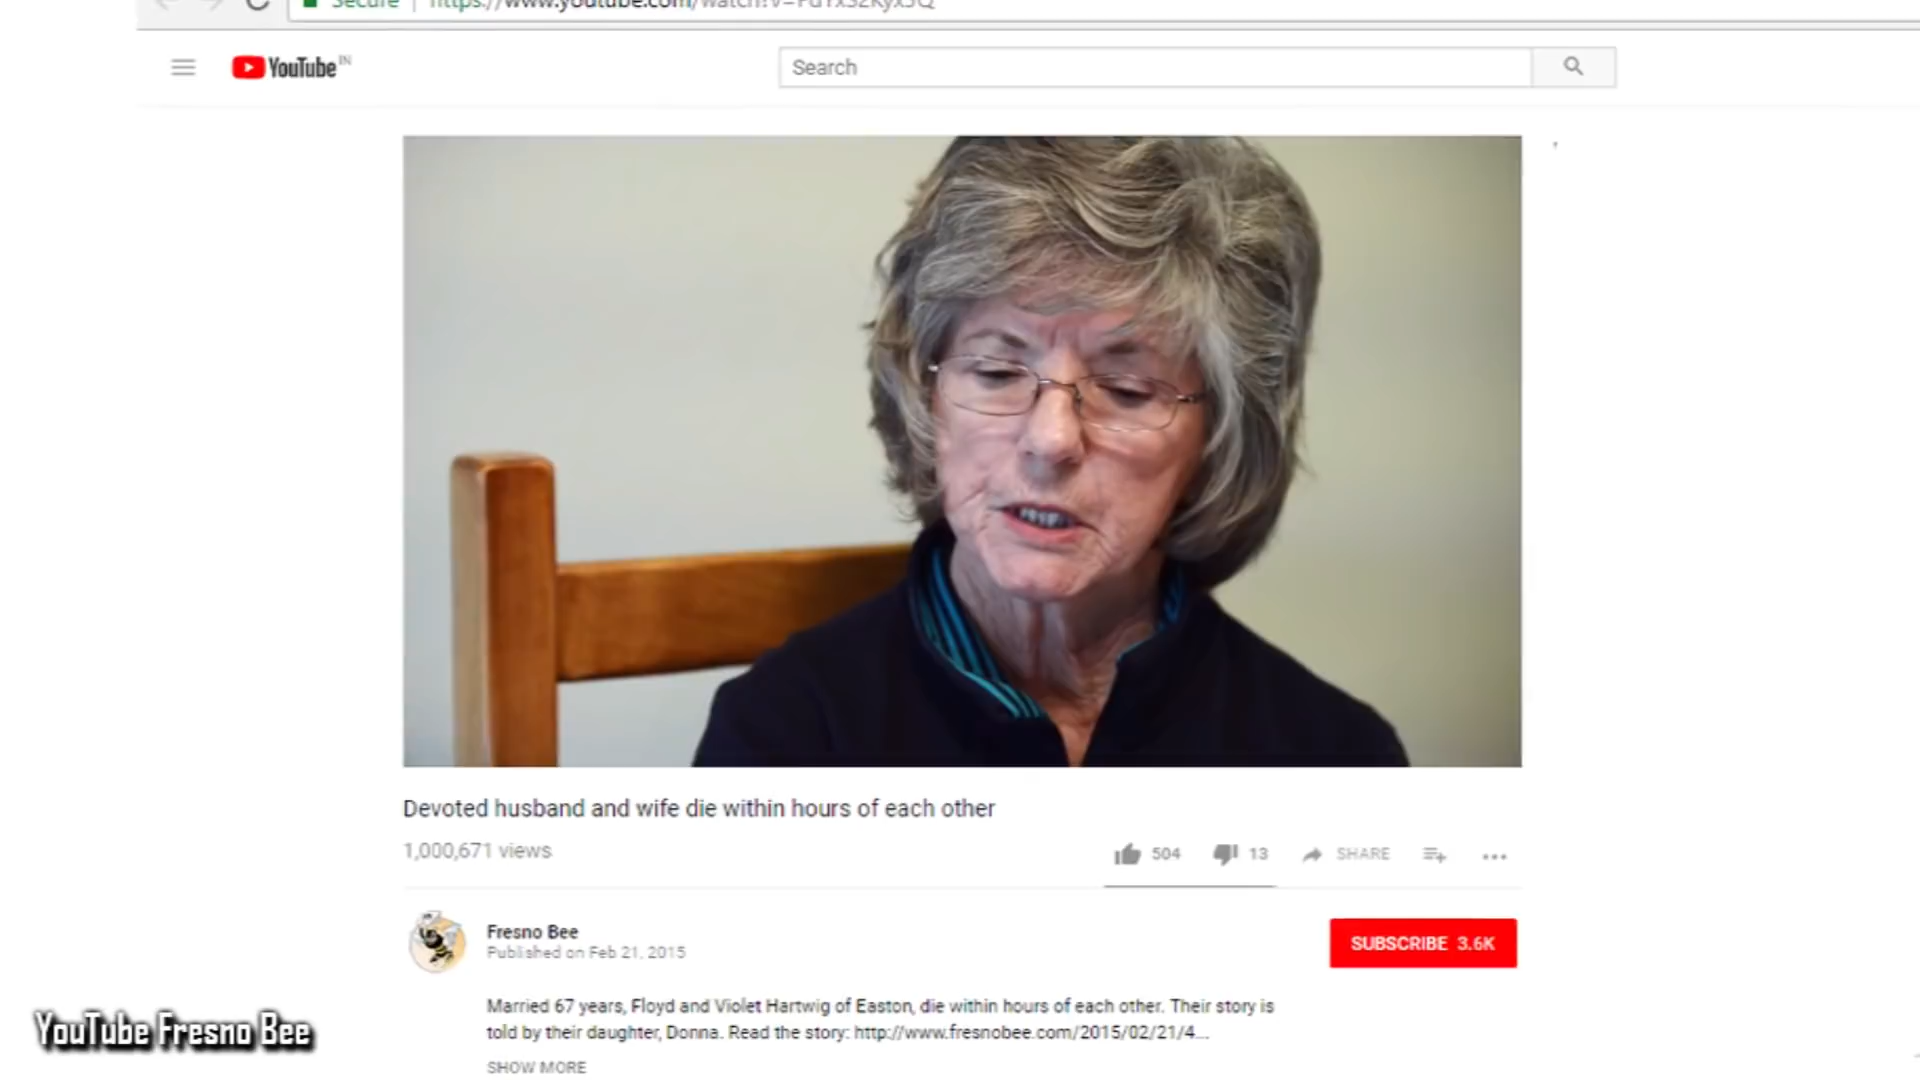 Secure
YouTube IN
Search
Devoted husband and wife die within hours of each other
1,000,671 views
504
13
SHARE
Fresno Bee
Published on Feb 21, 2015
SUBSCRIBE 3.6K
Married 67 years, Floyd and Violet Hartwig of Easton, die within hours of each other. Their story is
told by their daughter, Donna. Read the story: http://www.fresnobee.com/2015/02/21/4...
SHOW MORE
YouTube Fresno Bee